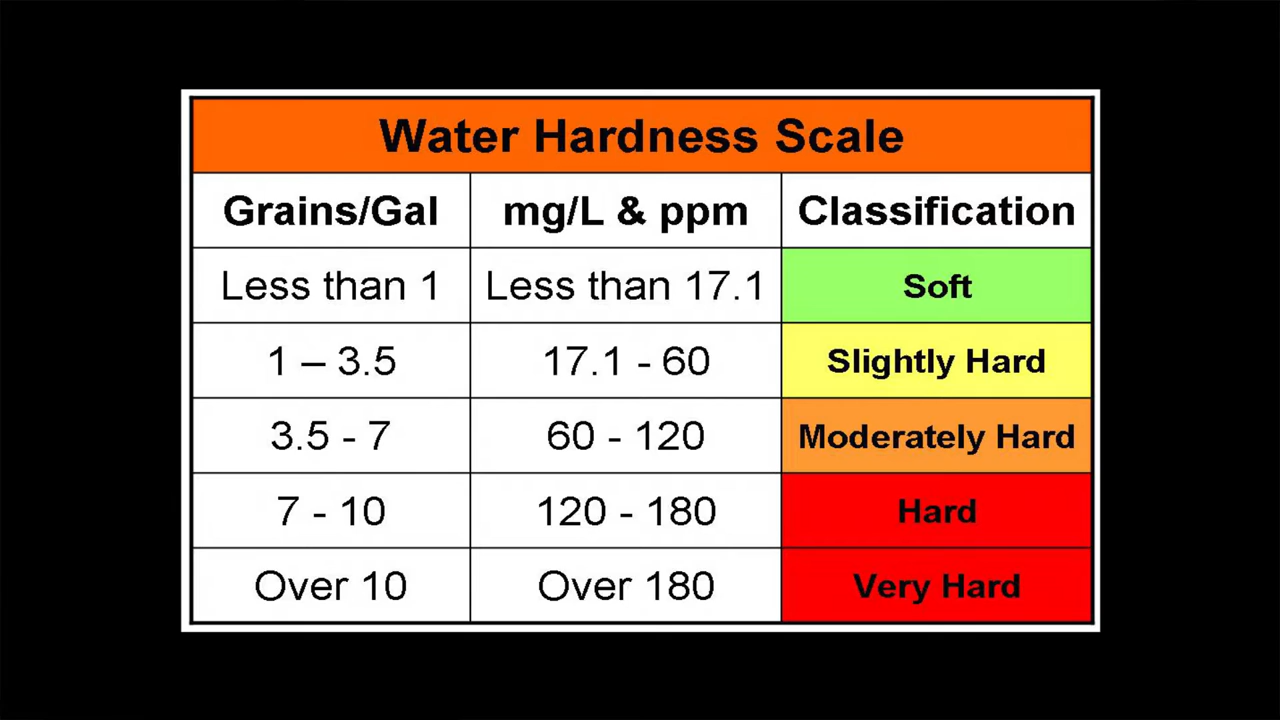 Water Hardness Scale
Grains/Gal mg/L & ppm Classification
Less than 1 Less than 17.1 Soft
1 – 3.5 17.1 - 60 Slightly Hard
3.5 - 7 60 - 120 Moderately Hard
7 - 10 120 - 180 Hard
Over 10 Over 180 Very Hard